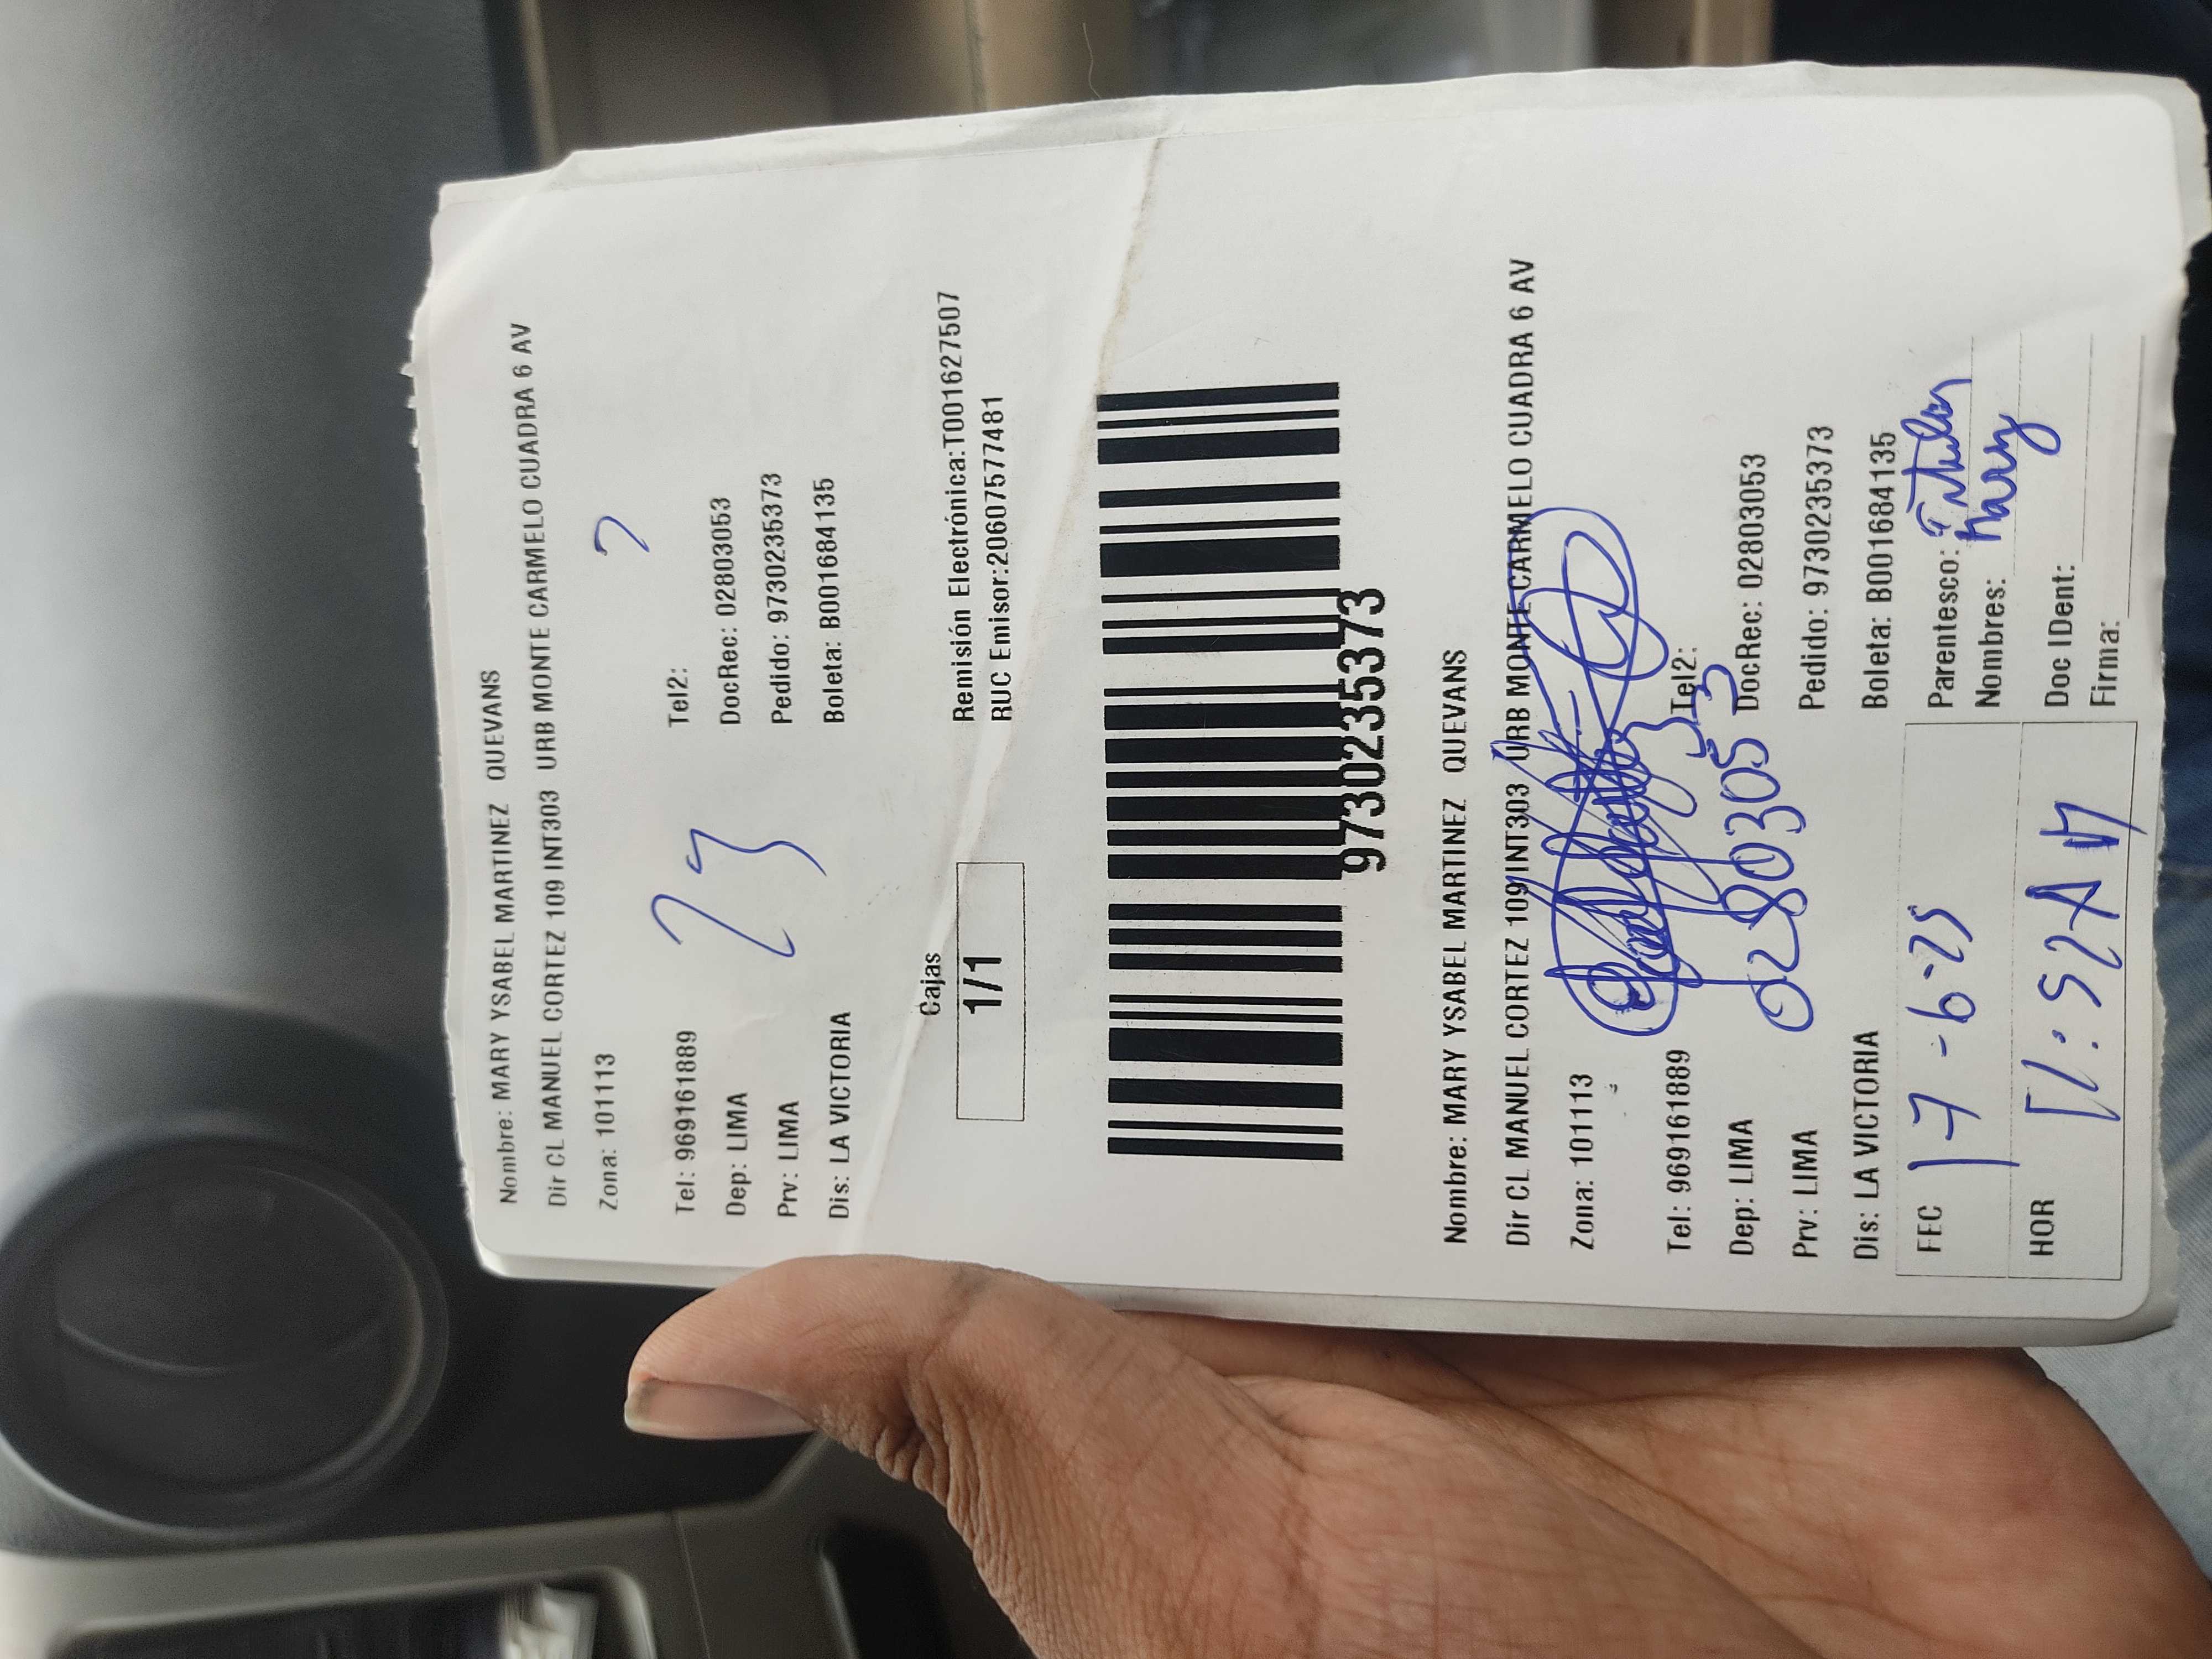 Nombre: MARY YSABEL MARTINEZ QUEVANS
Dir CL MANUEL CORTEZ 109 INT303 URB MONTE CARMELO CUADRA 6 AV
Zona: 101113
Tel: 969161889 Tel2:
Dep: LIMA DocRec: 02803053
Prv: LIMA Pedido: 9730235373
Dis: LA VICTORIA Boleta: B001684135
23
Cajas
1/1
Remisión Electrónica:T001627507
RUC Emisor:20607577481
9730235373
Nombre: MARY YSABEL MARTINEZ QUEVANS
Dir CL MANUEL CORTEZ 109 INT303 URB MONTE CARMELO CUADRA 6 AV
Zona: 101113
Tel: 969161889 Tel2:
02803053
Dep: LIMA DocRec: 02803053
Prv: LIMA Pedido: 9730235373
Dis: LA VICTORIA Boleta: B001684135
FEC 17-6-25 Parentesco: Titular
Nombres: Mary
HOR
Doc IDent:
Firma: